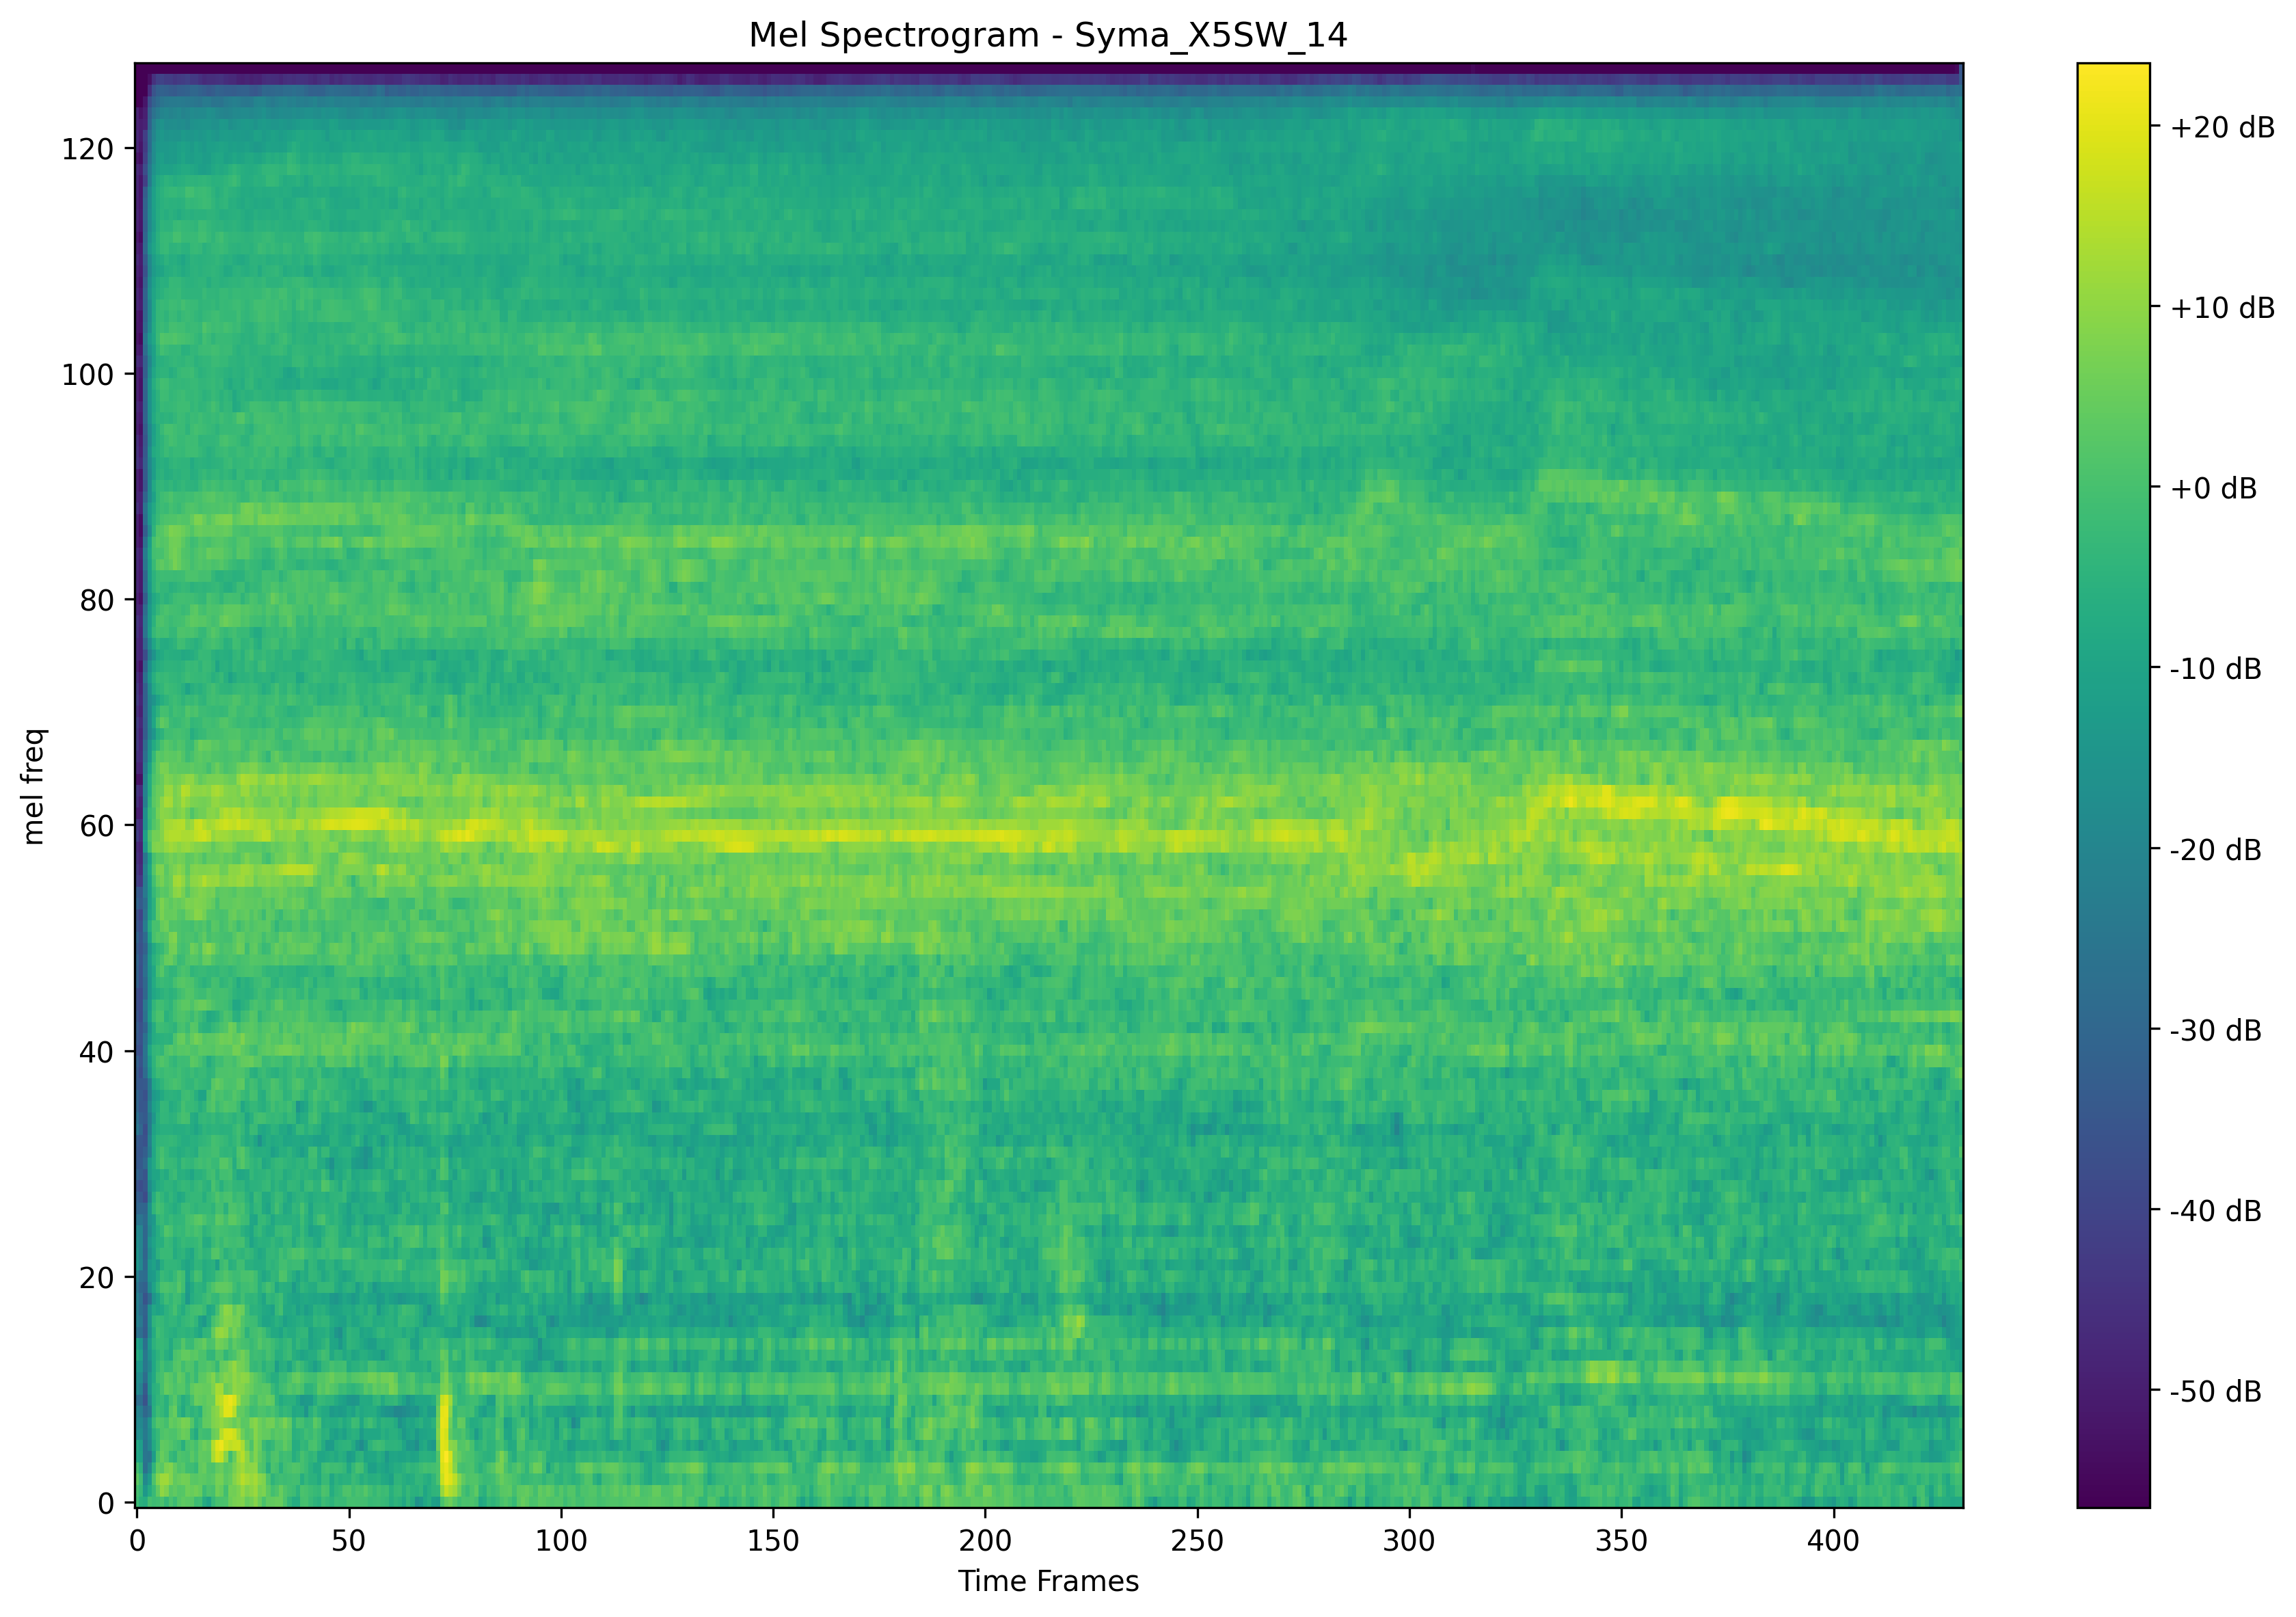 Mel Spectrogram - Syma_X5SW_14
mel freq
120
100
80
60
40
20
0
0 50 100 150 200 250 300 350 400
Time Frames
+20 dB
+10 dB
+0 dB
-10 dB
-20 dB
-30 dB
-40 dB
-50 dB